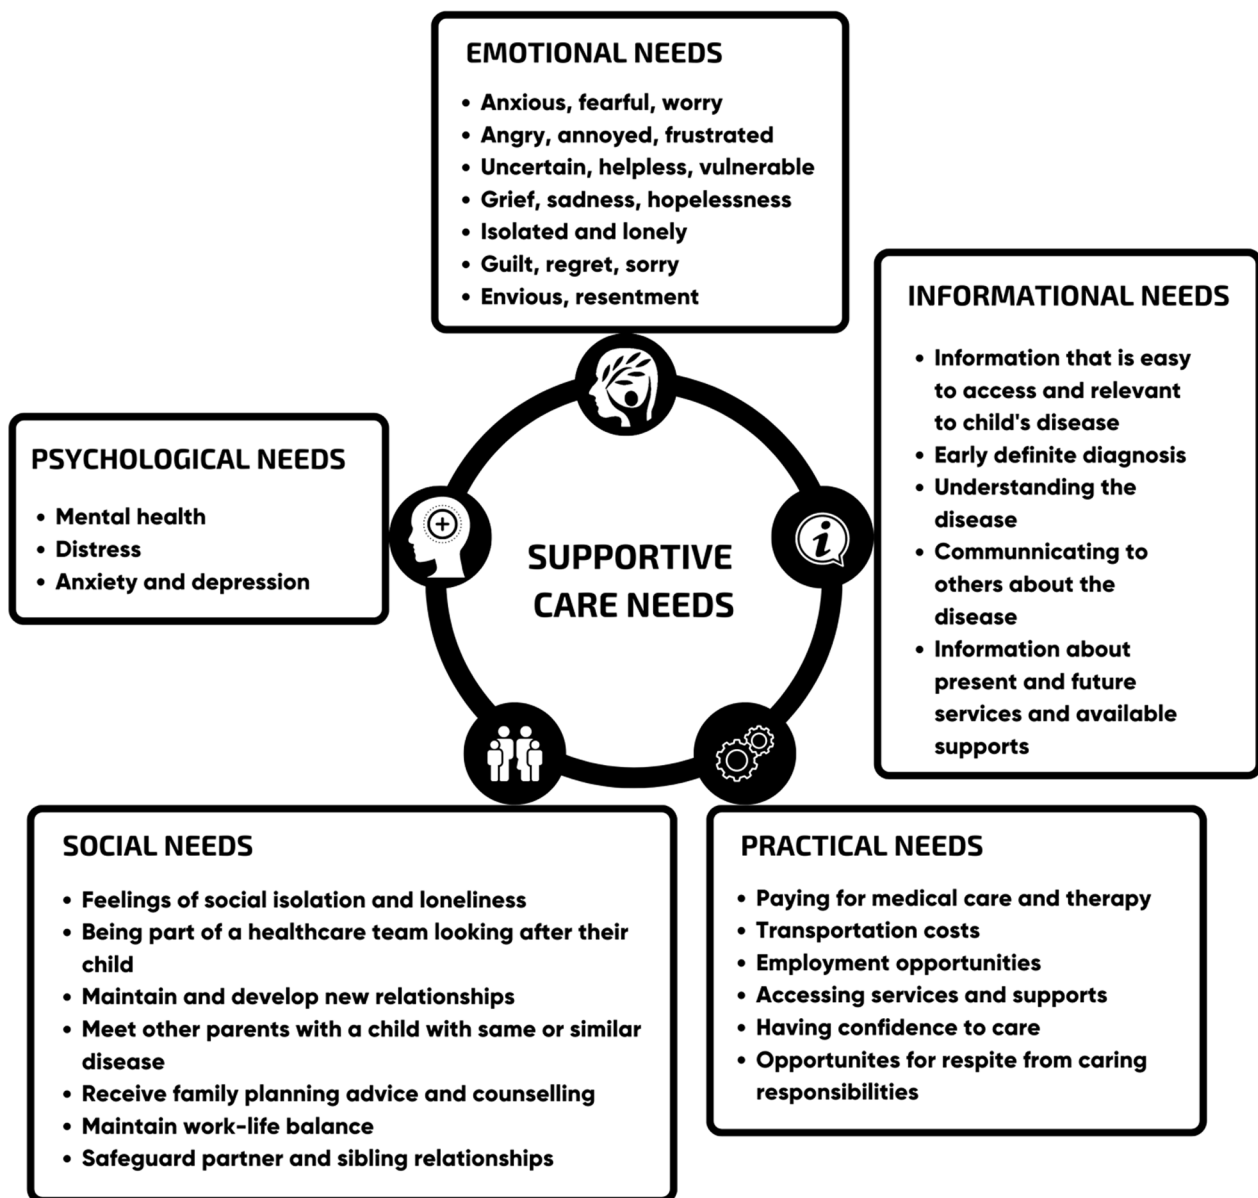 EMOTIONAL NEEDS
• Anxious, fearful, worry
• Angry, annoyed, frustrated
• Uncertain, helpless, vulnerable
• Grief, sadness, hopelessness
• Isolated and lonely
• Guilt, regret, sorry
• Envious, resentment
INFORMATIONAL NEEDS
• Information that is easy
to access and relevant
to child's disease
• Early definite diagnosis
• Understanding the
disease
• Communnicating to
others about the
disease
• Information about
present and future
services and available
supports
PSYCHOLOGICAL NEEDS
• Mental health
• Distress
• Anxiety and depression
SUPPORTIVE
CARE NEEDS
i
SOCIAL NEEDS
• Feelings of social isolation and loneliness
• Being part of a healthcare team looking after their
child
• Maintain and develop new relationships
• Meet other parents with a child with same or similar
disease
• Receive family planning advice and counselling
• Maintain work-life balance
• Safeguard partner and sibling relationships
PRACTICAL NEEDS
• Paying for medical care and therapy
• Transportation costs
• Employment opportunities
• Accessing services and supports
• Having confidence to care
• Opportunites for respite from caring
responsibilities